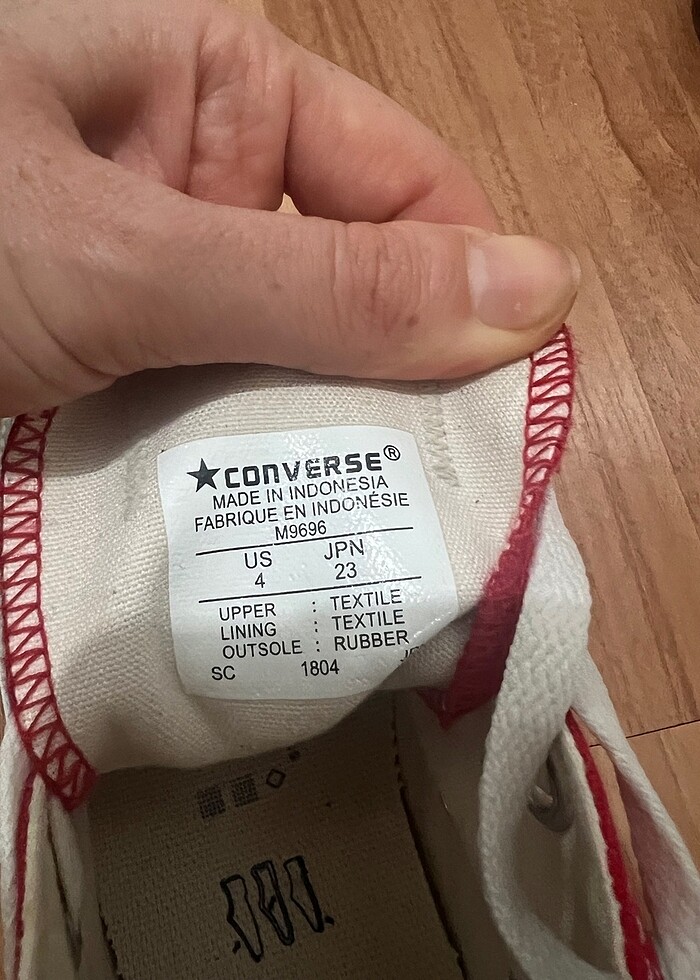 ★CONVERSE®
MADE IN INDONESIA
FABRIQUE EN INDONÉSIE
M9696
US JPN
4 23
UPPER : TEXTILE
LINING : TEXTILE
OUTSOLE : RUBBER
SC 1804